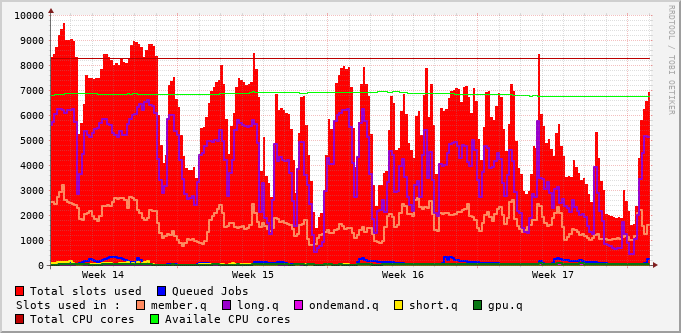 10000
9000
8000
7000
6000
5000
4000
3000
2000
1000
0
Week 14 Week 15 Week 16 Week 17
RRDTOOL / TOBI OETIKER
Total slots used Queued Jobs
Slots used in : member.q long.q ondemand.q short.q gpu.q
Total CPU cores Availale CPU cores